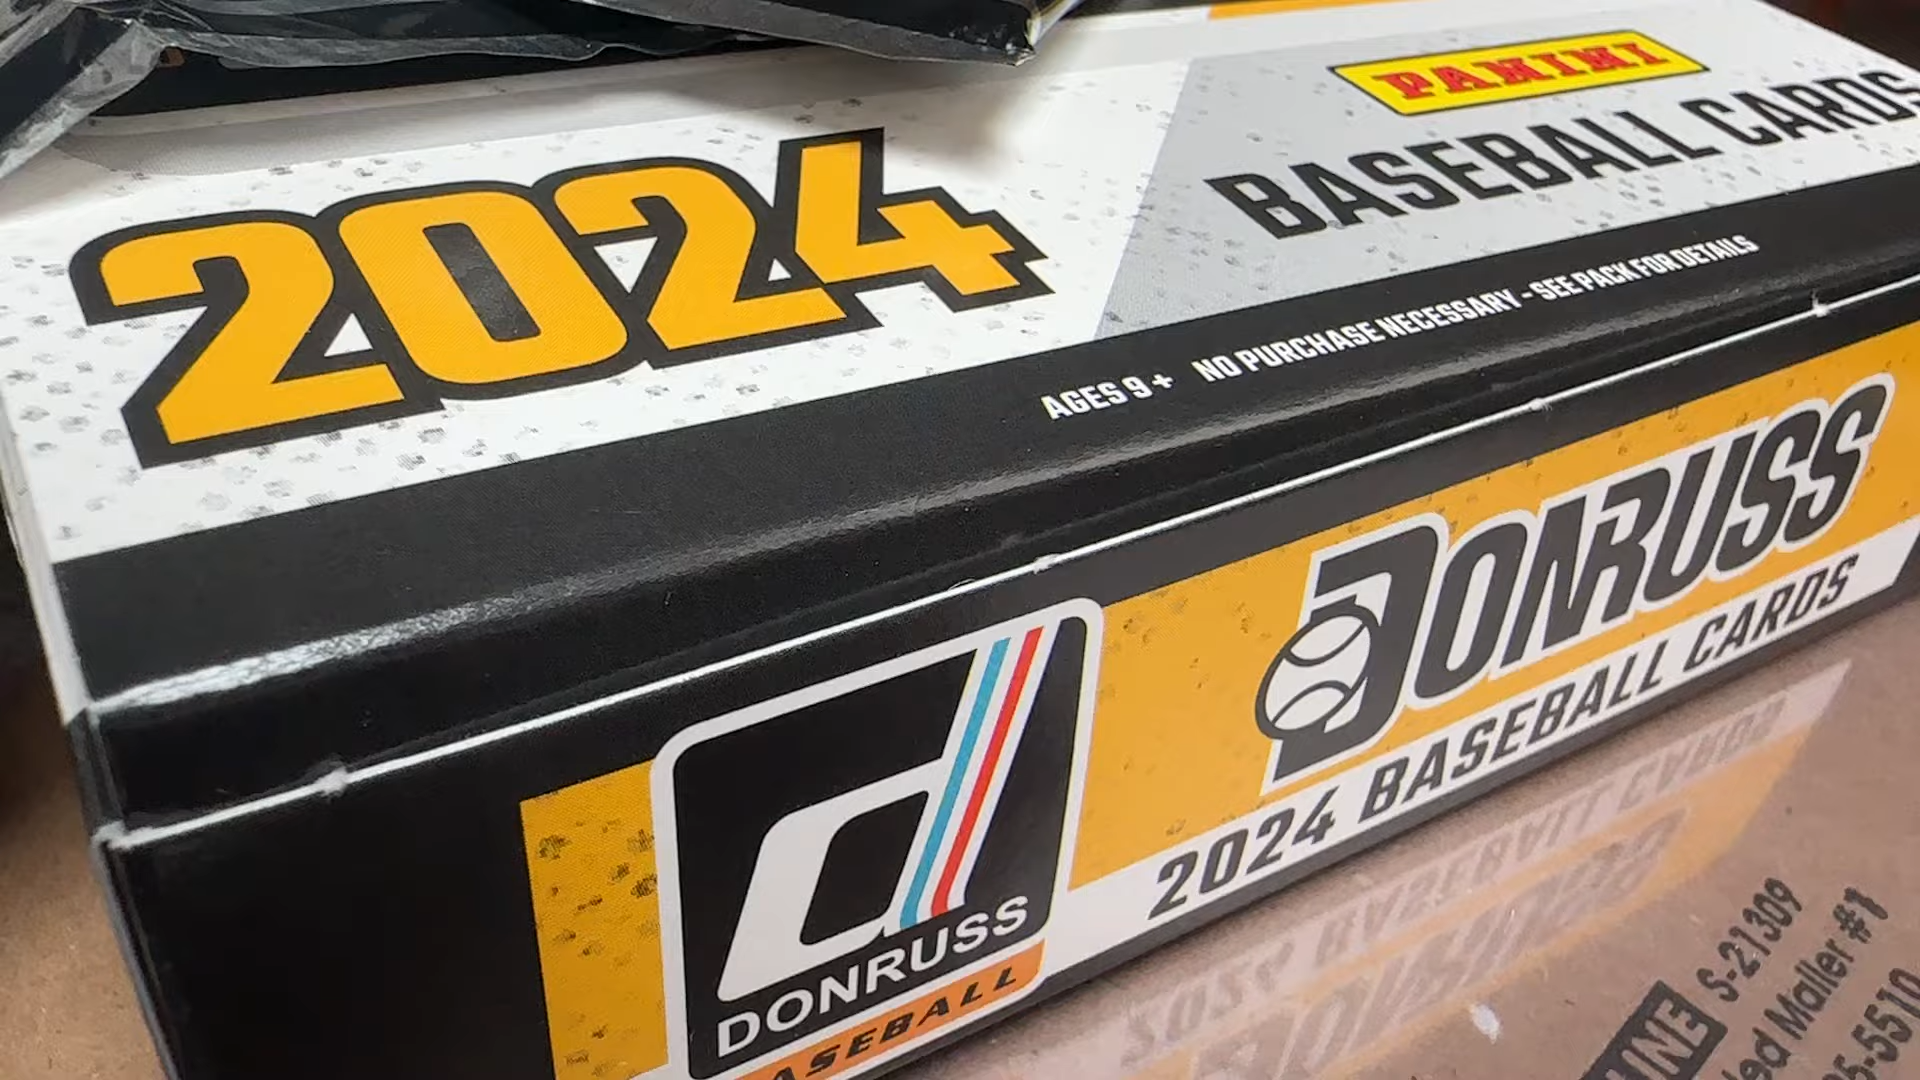 PANINI
2024
BASEBALL CARDS
AGES 9 + NO PURCHASE NECESSARY - SEE PACK FOR DETAILS
DONRUSS
2024 BASEBALL CARDS
d
DONRUSS
BASEBALL
S-21309
Mailer #1